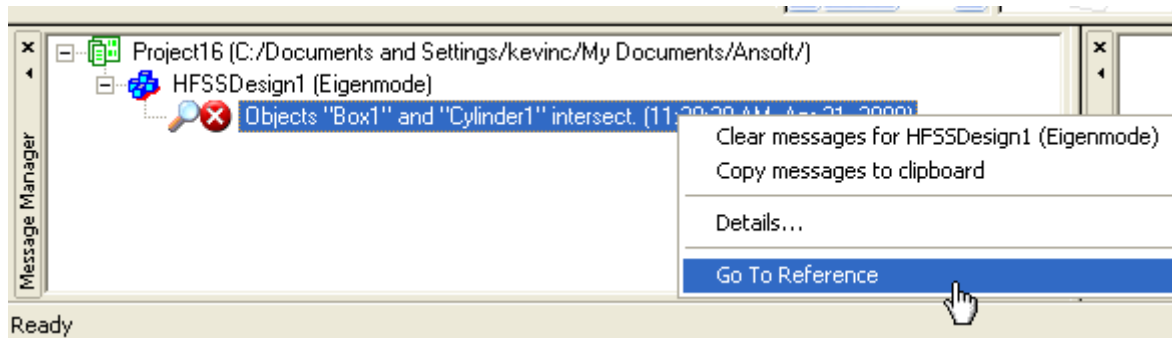 Project16 (C:/Documents and Settings/kevinc/My Documents/Ansoft/)
HFSSDesign1 (Eigenmode)
Objects "Box1" and "Cylinder1" intersect. (11:
Clear messages for HFSSDesign1 (Eigenmode)
Copy messages to clipboard
Details...
Go To Reference
Message Manager
Ready